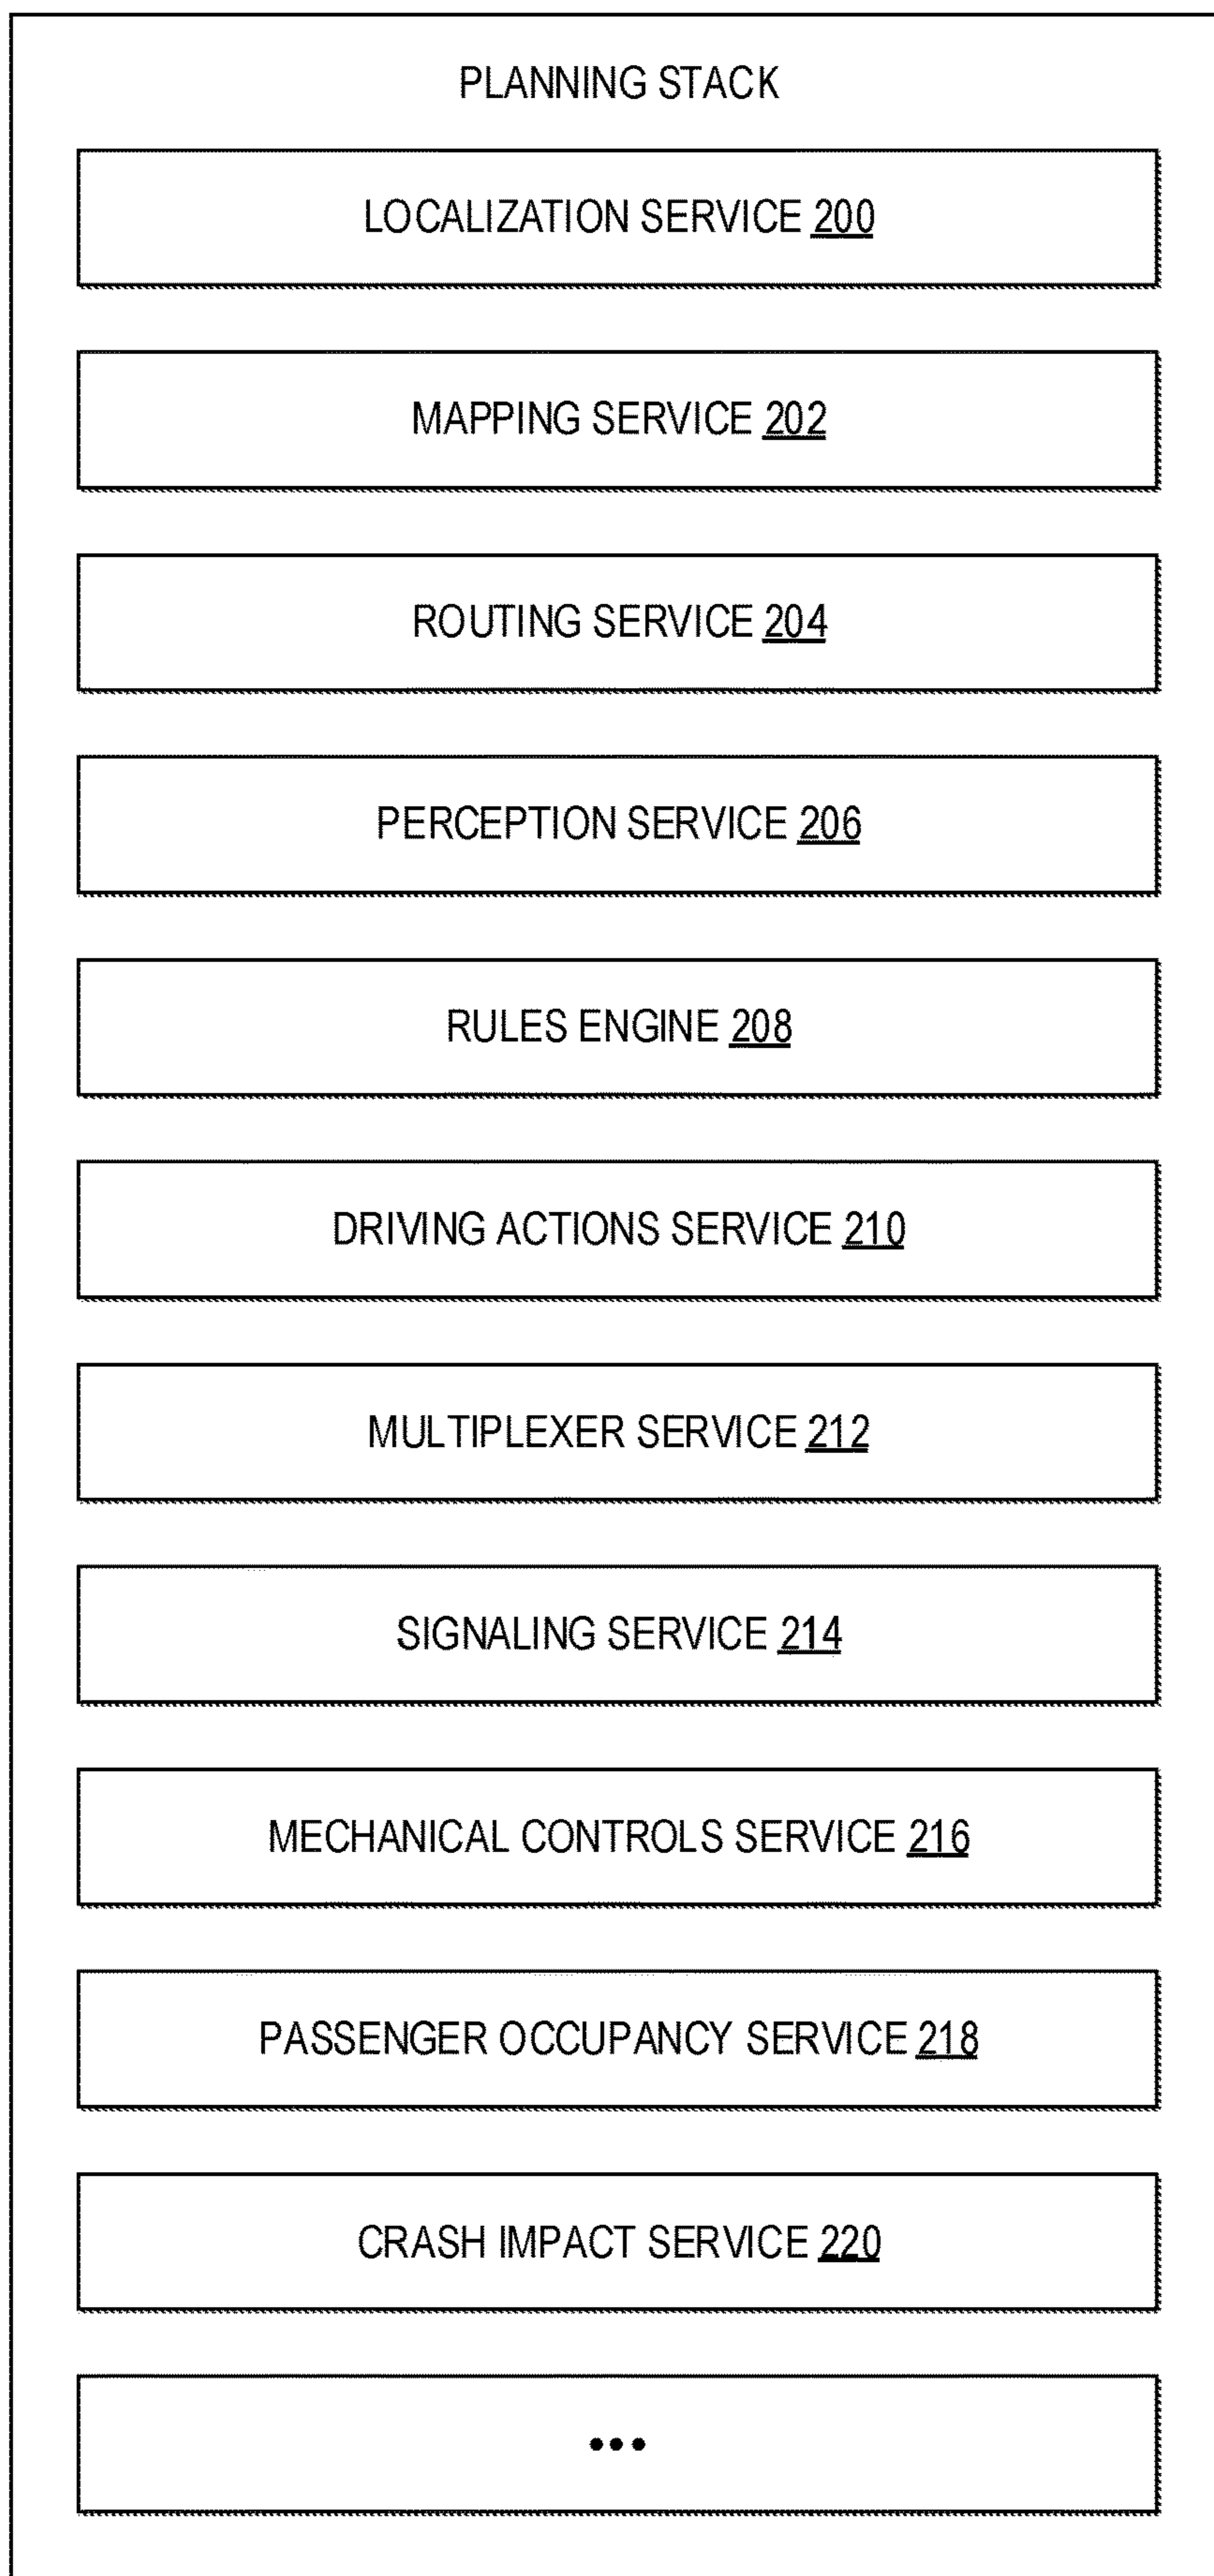 PLANNING STACK
LOCALIZATION SERVICE 200
MAPPING SERVICE 202
ROUTING SERVICE 204
PERCEPTION SERVICE 206
RULES ENGINE 208
DRIVING ACTIONS SERVICE 210
MULTIPLEXER SERVICE 212
SIGNALING SERVICE 214
MECHANICAL CONTROLS SERVICE 216
PASSENGER OCCUPANCY SERVICE 218
CRASH IMPACT SERVICE 220
•••